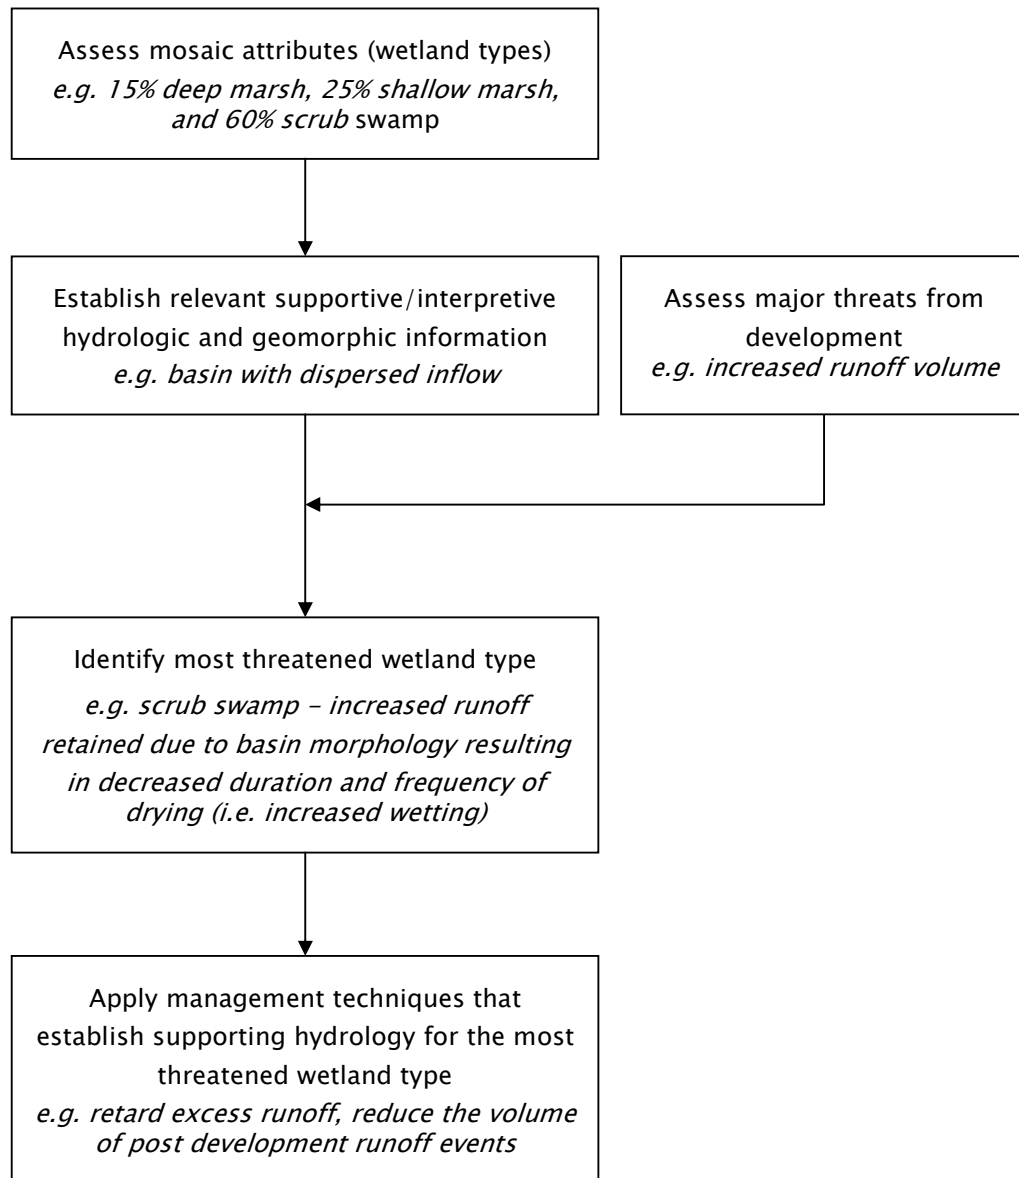 Assess mosaic attributes (wetland types)
e.g. 15% deep marsh, 25% shallow marsh,
and 60% scrub swamp
Establish relevant supportive/interpretive
hydrologic and geomorphic information
e.g. basin with dispersed inflow
Assess major threats from
development
e.g. increased runoff volume
Identify most threatened wetland type
e.g. scrub swamp – increased runoff
retained due to basin morphology resulting
in decreased duration and frequency of
drying (i.e. increased wetting)
Apply management techniques that
establish supporting hydrology for the most
threatened wetland type
e.g. retard excess runoff, reduce the volume
of post development runoff events